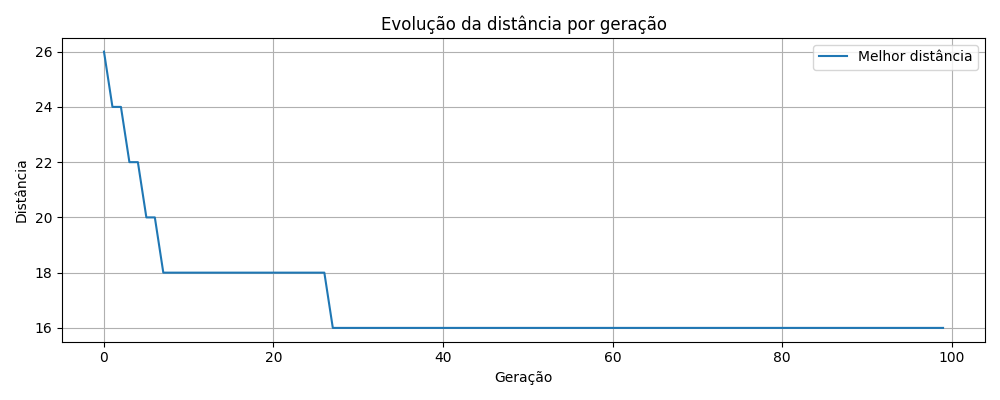 Evolução da distância por geração
Melhor distância
Distância
26
24
22
20
18
16
0 20 40 60 80 100
Geração